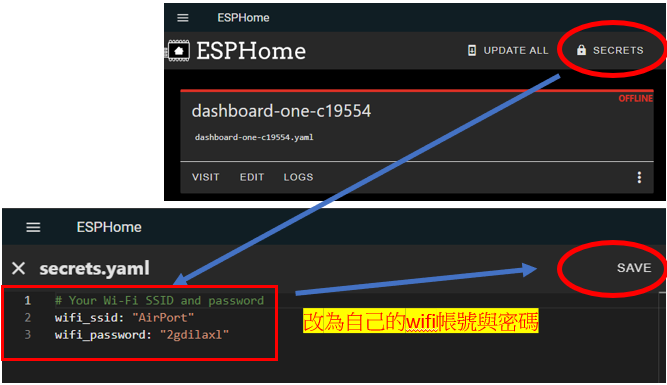 ESPHome
ESPHome
UPDATE ALL
SECRETS
OFFLINE
dashboard-one-c19554
dashboard-one-c19554.yaml
VISIT
EDIT
LOGS
ESPHome
secrets.yaml
SAVE
1 # Your Wi-Fi SSID and password
2 wifi_ssid: "AirPort"
3 wifi_password: "2gdilaxl"
改為自己的wifi帳號與密碼